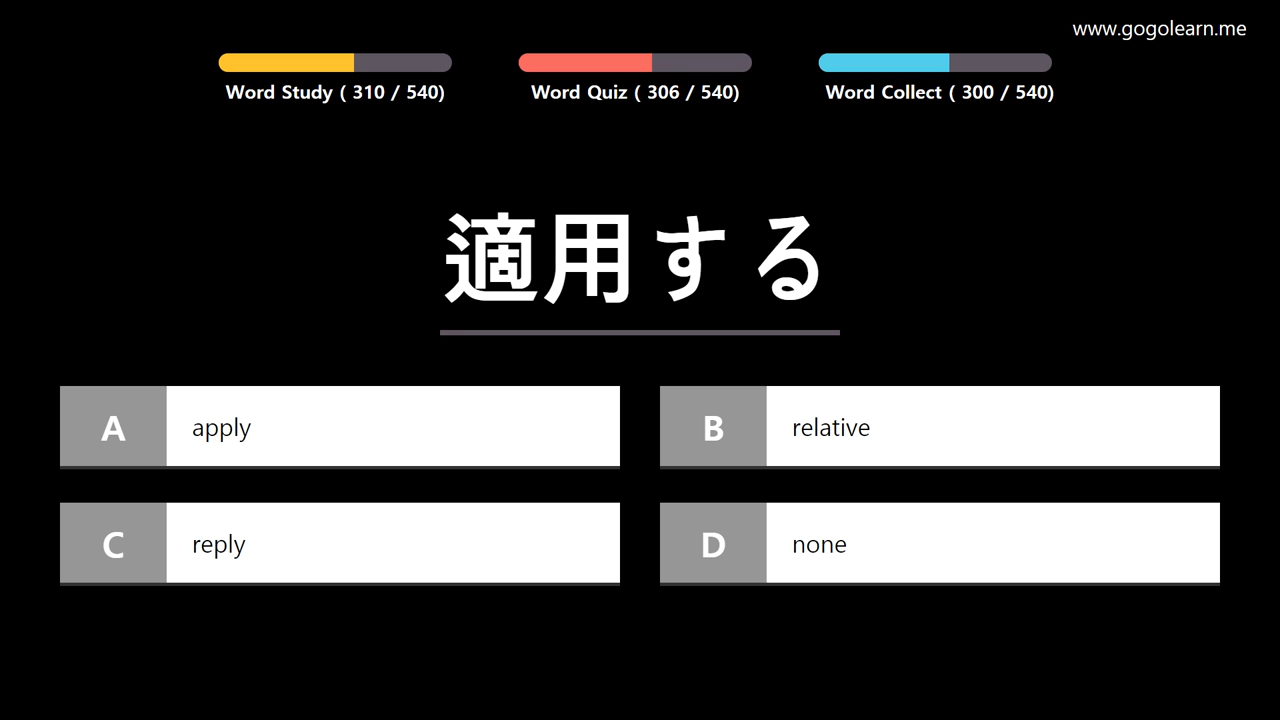 www.gogolearn.me
Word Study ( 310 / 540)
Word Quiz ( 306 / 540)
Word Collect ( 300 / 540)
適用する
A apply
B relative
C reply
D none